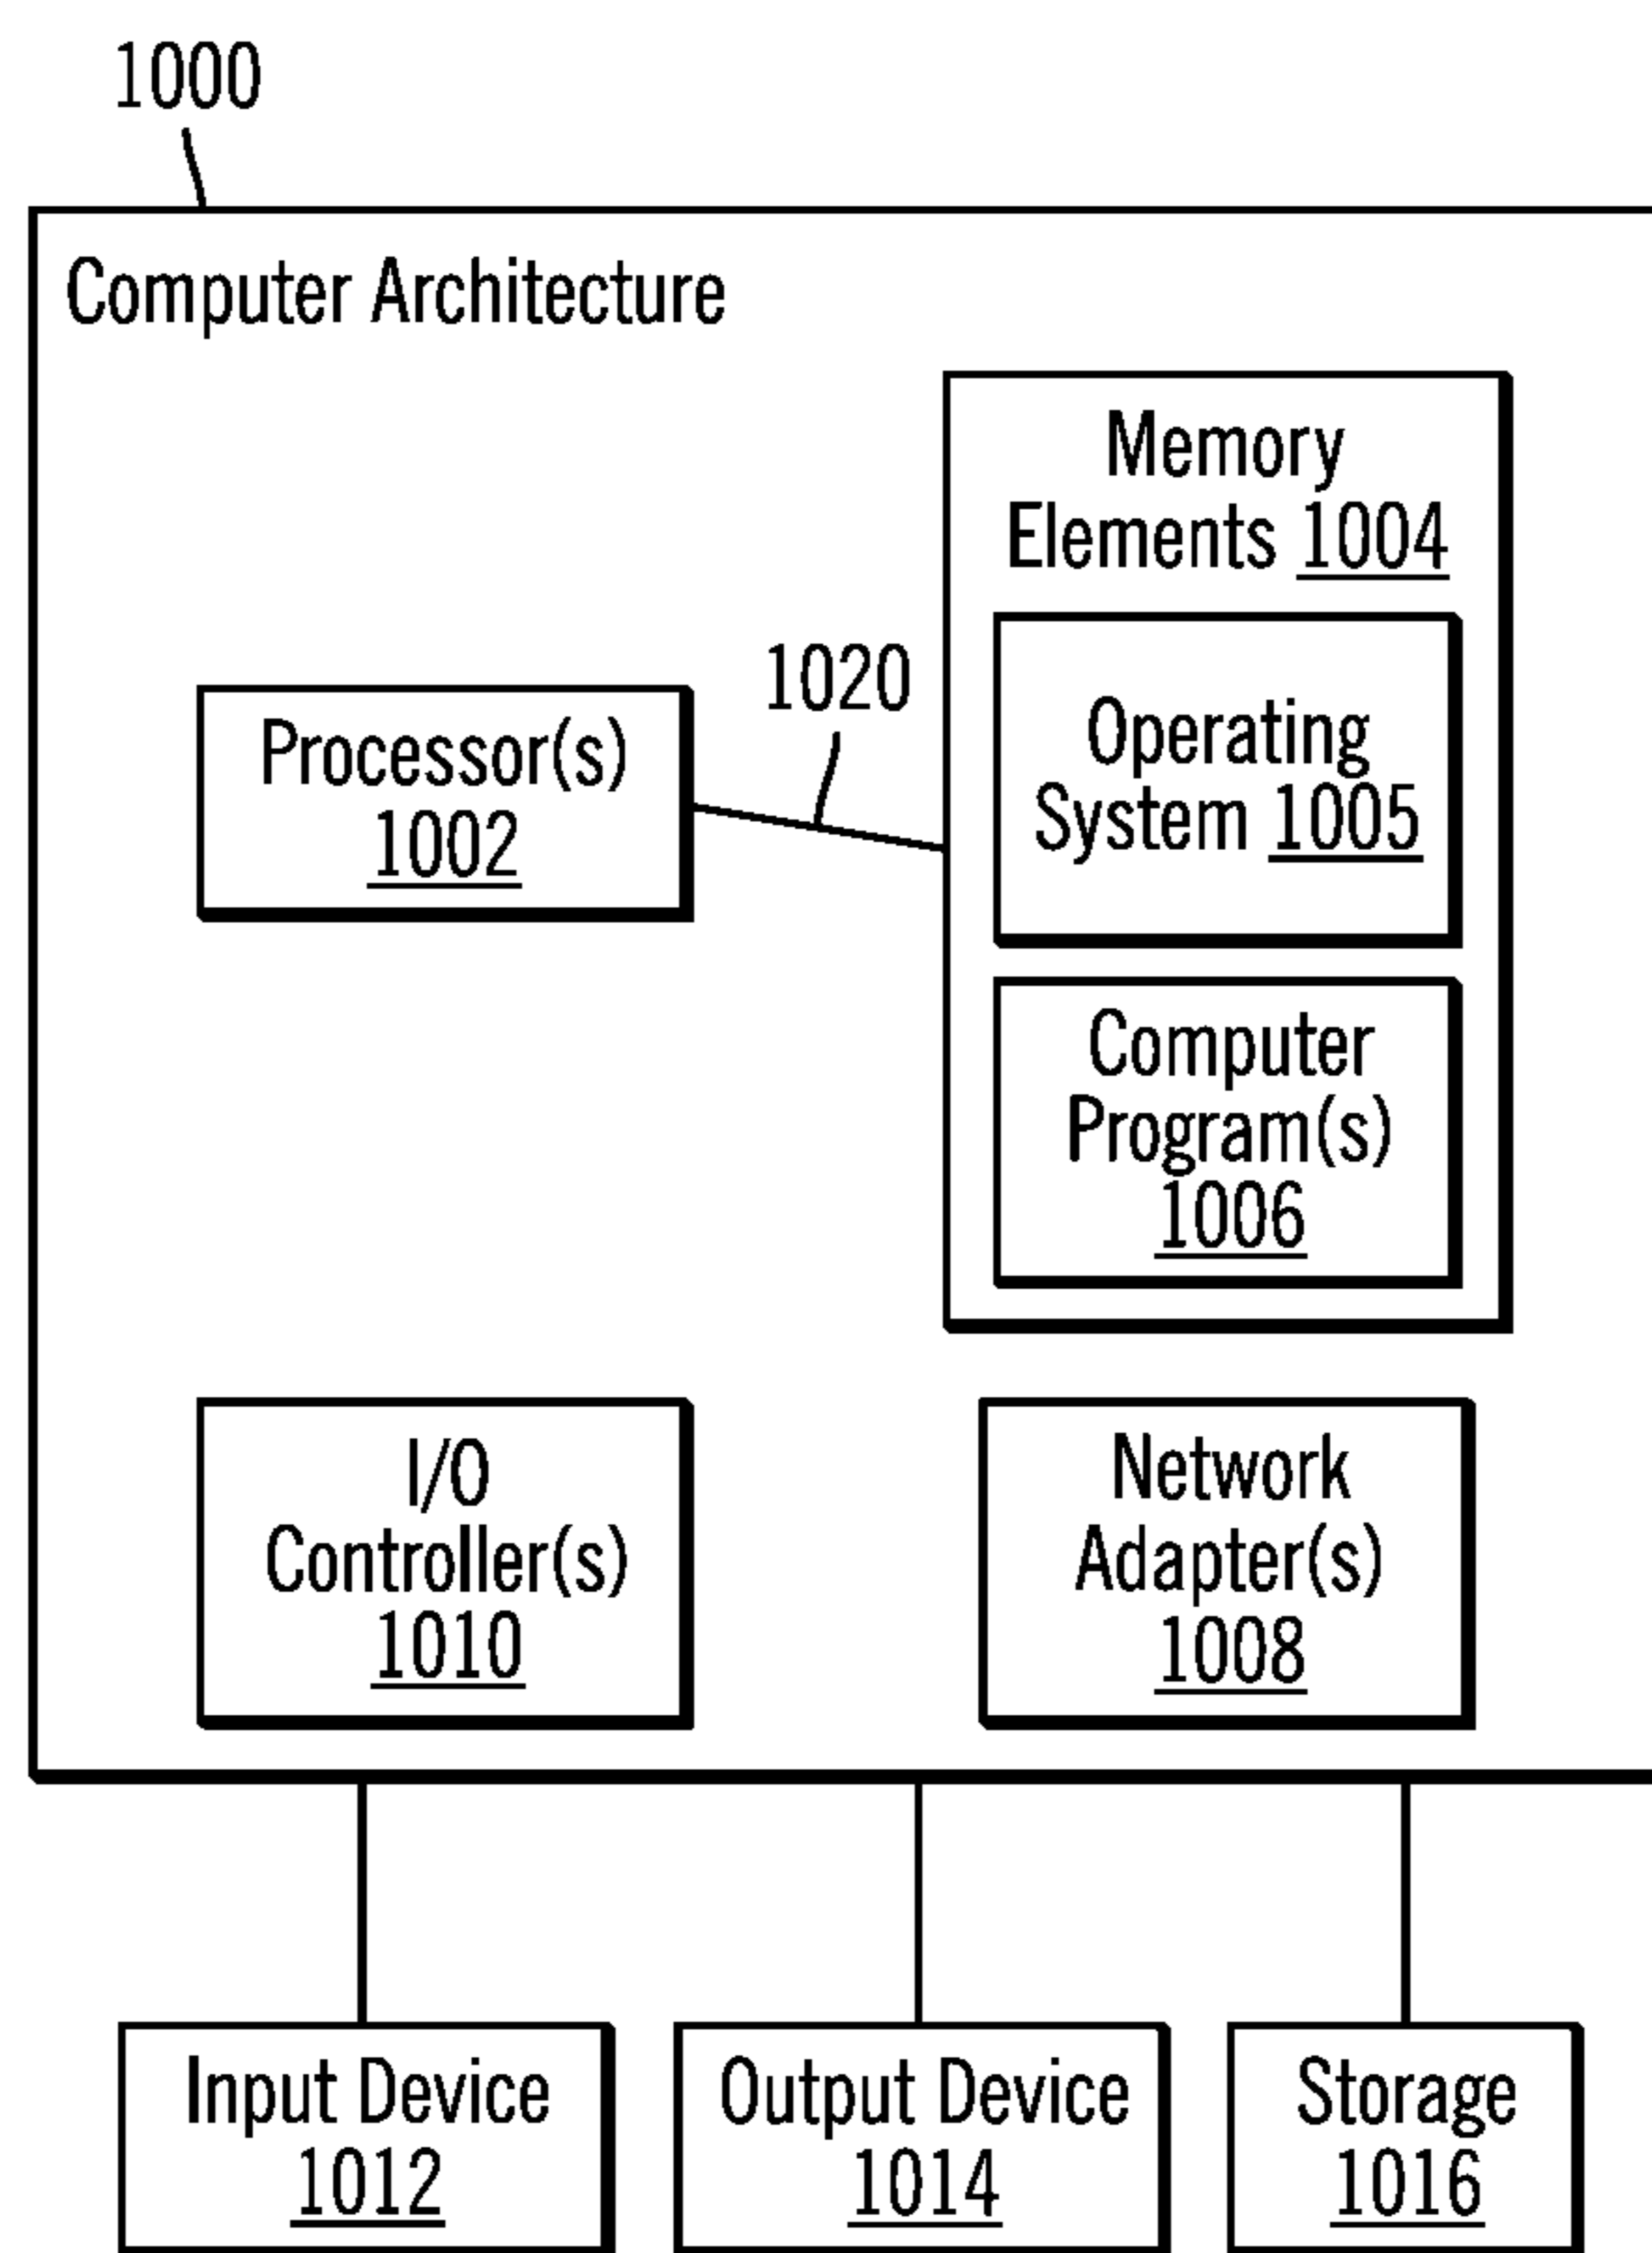 1000
Computer Architecture
Memory
Elements 1004
1020
Operating
System 1005
Processor(s)
1002
Computer
Program(s)
1006
I/O
Controller(s)
1010
Network
Adapter(s)
1008
Input Device
1012
Output Device
1014
Storage
1016